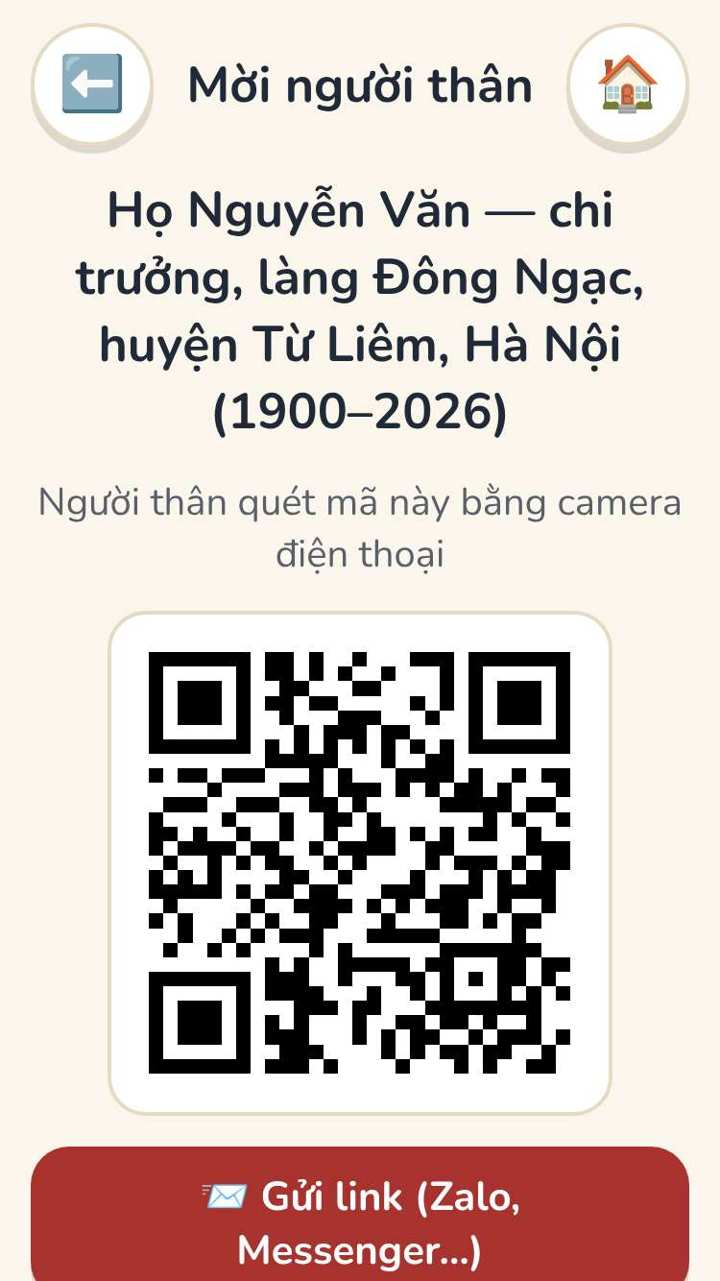 Mời người thân
Họ Nguyễn Văn — chi
trưởng, làng Đông Ngạc,
huyện Từ Liêm, Hà Nội
(1900–2026)
Người thân quét mã này bằng camera
điện thoại
Gửi link (Zalo,
Messenger...)